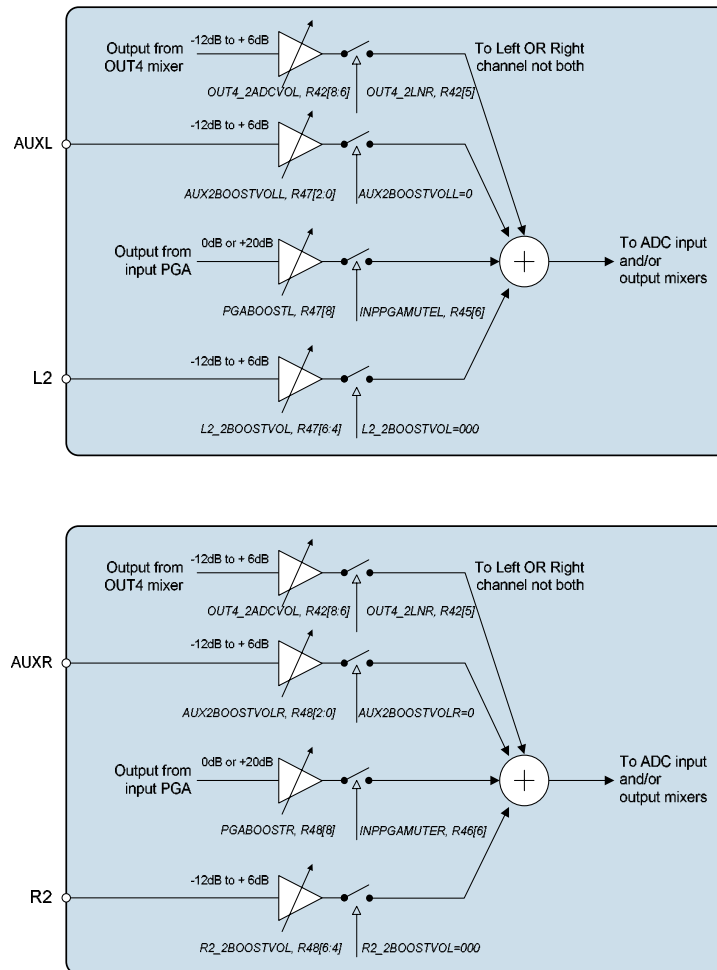 Output from
OUT4 mixer
-12dB to + 6dB
To Left OR Right
channel not both
OUT4_2ADCVOL, R42[8:6]
OUT4_2LNR, R42[5]
AUXL
-12dB to + 6dB
AUX2BOOSTVOLL, R47[2:0]
AUX2BOOSTVOLL=0
Output from
input PGA
0dB or +20dB
To ADC input
and/or
output mixers
PGABOOSTL, R47[8]
INPPGAMUTEL, R45[6]
L2
-12dB to + 6dB
L2_2BOOSTVOL, R47[6:4]
L2_2BOOSTVOL=000
Output from
OUT4 mixer
-12dB to + 6dB
To Left OR Right
channel not both
OUT4_2ADCVOL, R42[8:6]
OUT4_2LNR, R42[5]
AUXR
-12dB to + 6dB
AUX2BOOSTVOLR, R48[2:0]
AUX2BOOSTVOLR=0
Output from
input PGA
0dB or +20dB
To ADC input
and/or
output mixers
PGABOOSTR, R48[8]
INPPGAMUTER, R46[6]
R2
-12dB to + 6dB
R2_2BOOSTVOL, R48[6:4]
R2_2BOOSTVOL=000